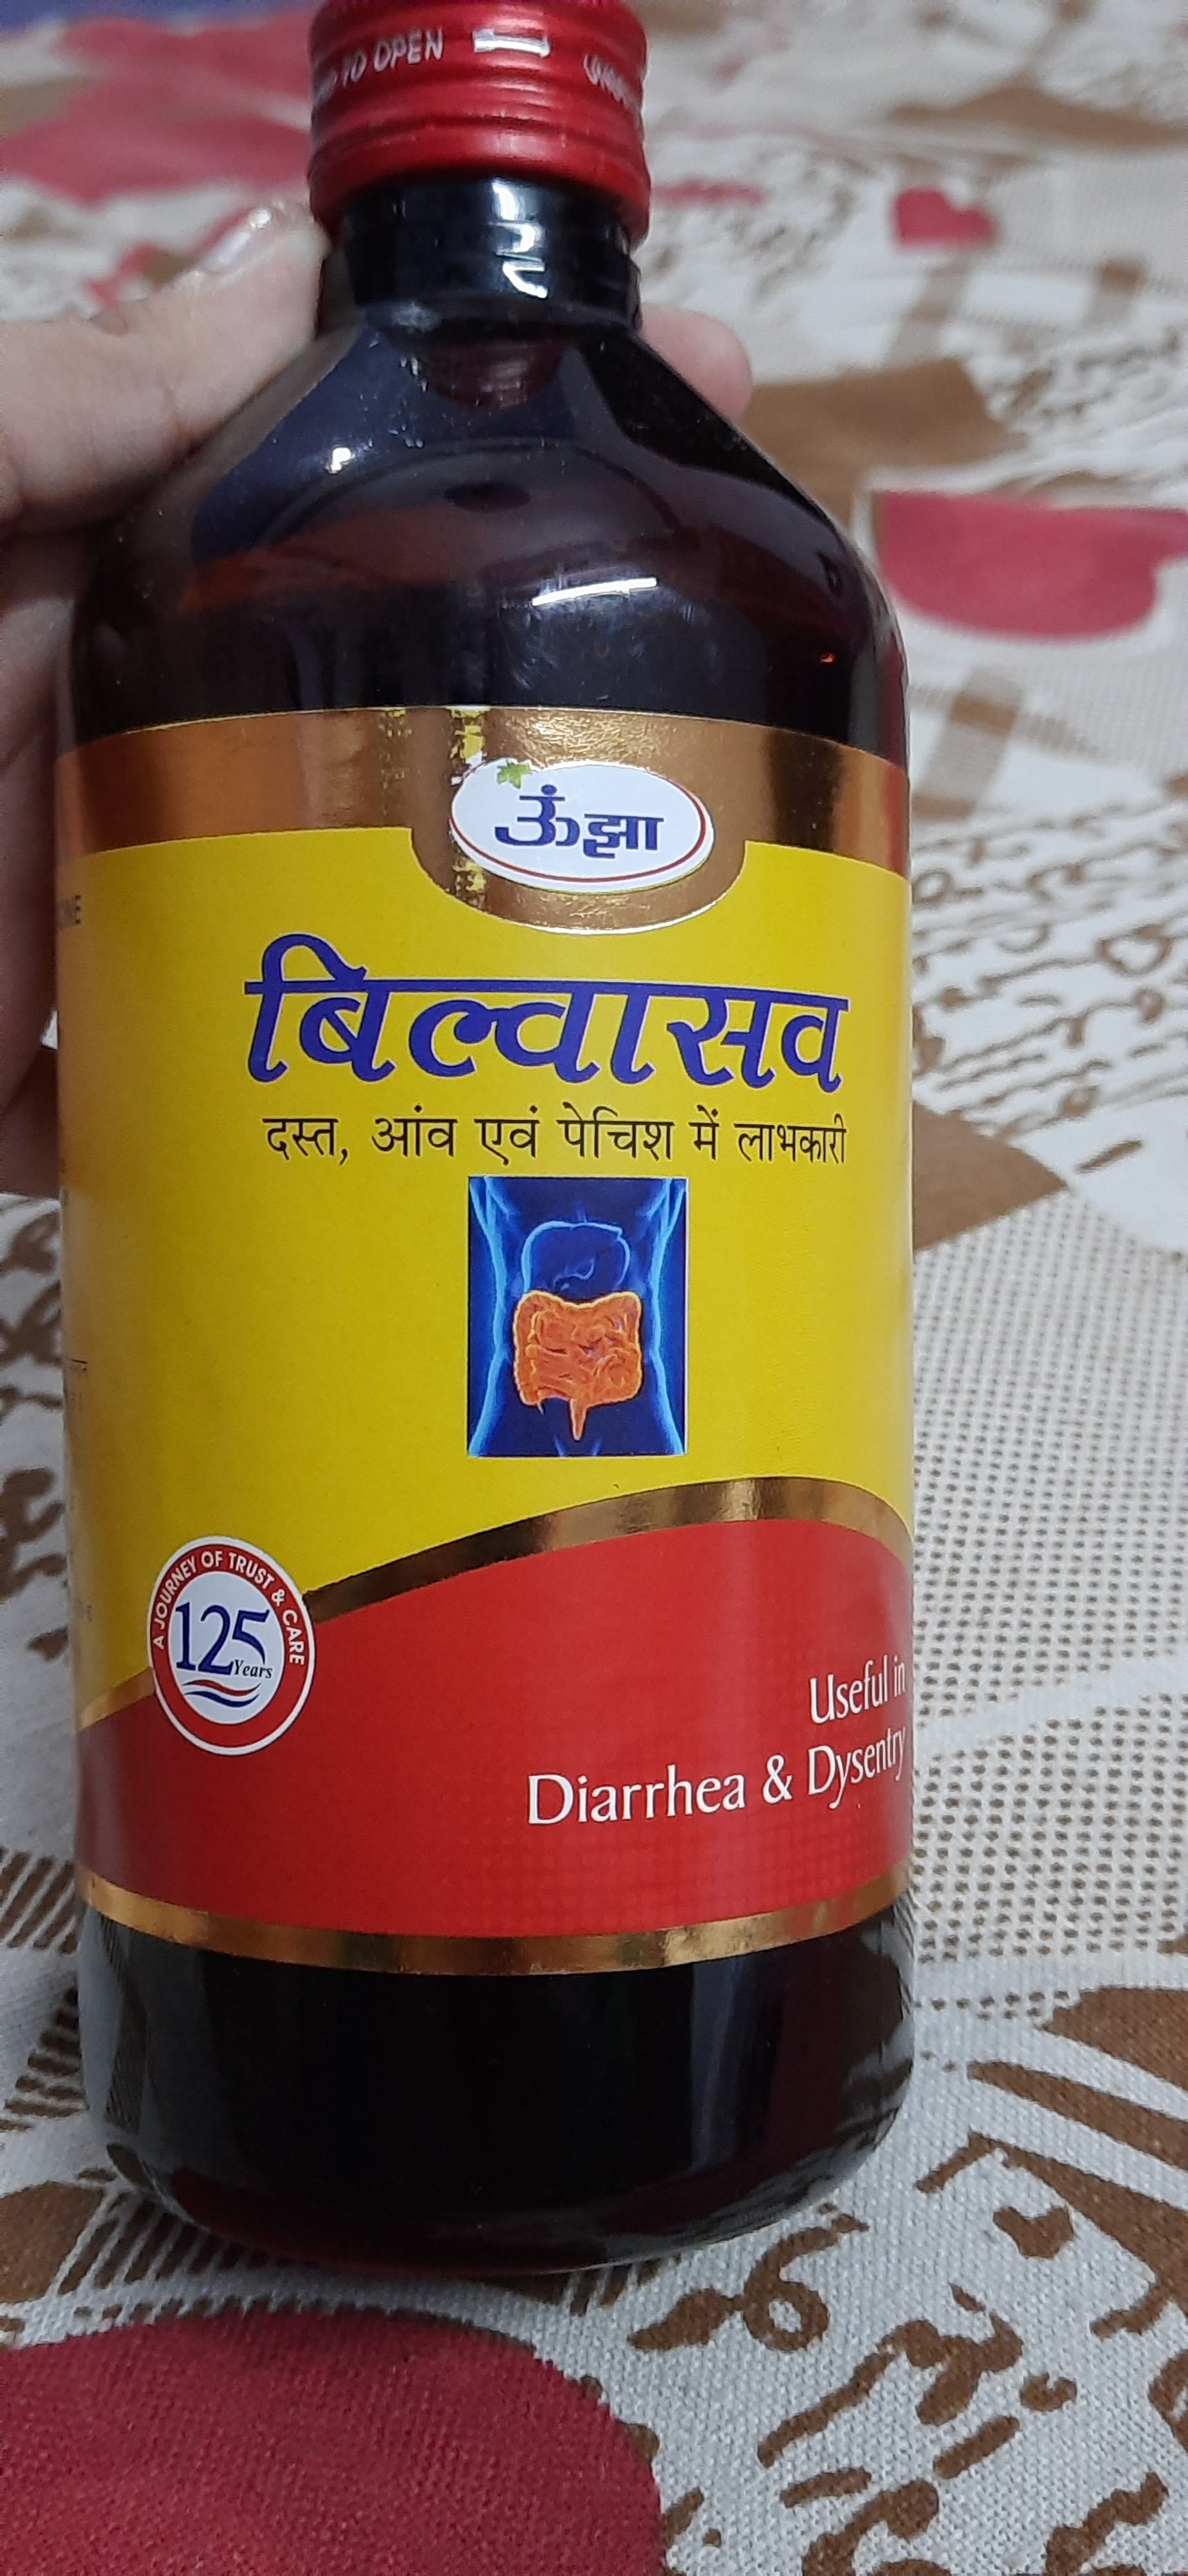 TO OPEN
ऊंझा
बिल्वासव
दस्त, आंव एवं पेचिश में लाभकारी
A JOURNEY OF TRUST & CARE
125
Years
Useful in
Diarrhea & Dysentry